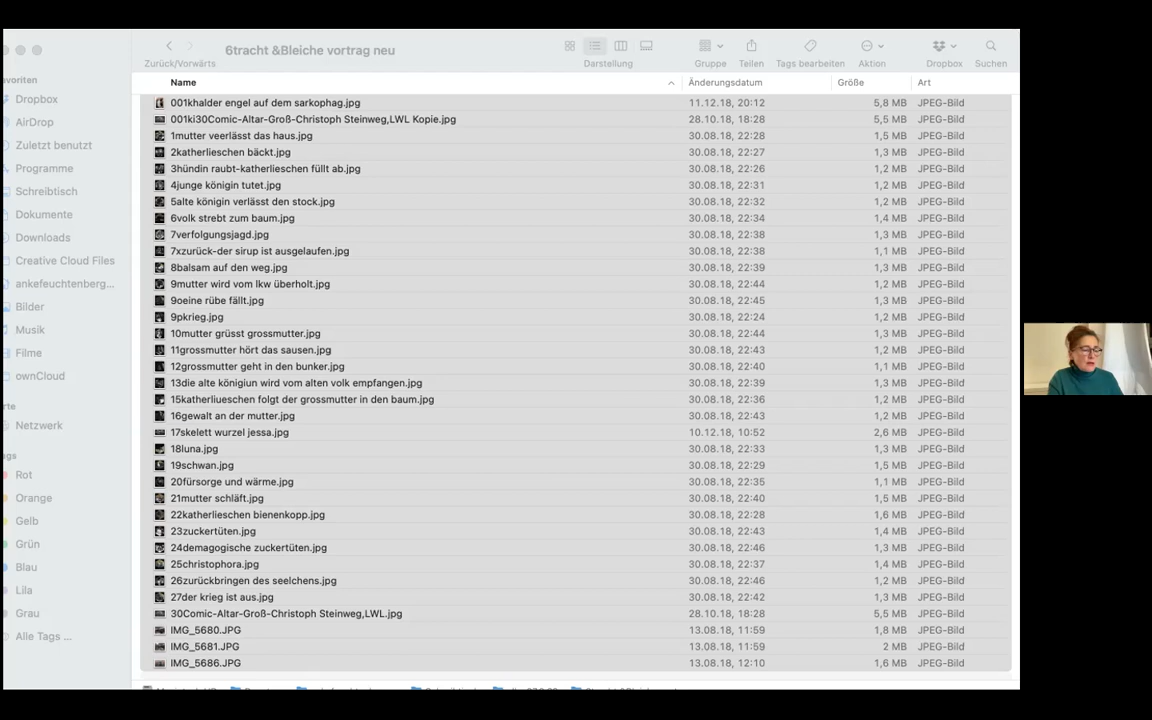 6tracht &Bleiche vortrag neu
Zurück/Vorwärts
Darstellung
Gruppe
Teilen
Tags bearbeiten
Aktion
Dropbox
Suchen
Name
Änderungsdatum
Größe
Art
avoriten
Dropbox
AirDrop
Zuletzt benutzt
Programme
Schreibtisch
Dokumente
Downloads
Creative Cloud Files
ankefeuchtenberg...
Bilder
Musik
Filme
ownCloud
rte
Netzwerk
ags
Rot
Orange
Gelb
Grün
Blau
Lila
Grau
Alle Tags ...
001khalder engel auf dem sarkophag.jpg 11.12.18, 20:12 5,8 MB JPEG-Bild
001ki30Comic-Altar-Groß-Christoph Steinweg,LWL Kopie.jpg 28.10.18, 18:28 5,5 MB JPEG-Bild
1mutter veerlässt das haus.jpg 30.08.18, 22:28 1,5 MB JPEG-Bild
2katherlieschen bäckt.jpg 30.08.18, 22:27 1,3 MB JPEG-Bild
3hündin raubt-katherlieschen füllt ab.jpg 30.08.18, 22:26 1,2 MB JPEG-Bild
4junge königin tutet.jpg 30.08.18, 22:31 1,2 MB JPEG-Bild
5alte königin verlässt den stock.jpg 30.08.18, 22:32 1,2 MB JPEG-Bild
6volk strebt zum baum.jpg 30.08.18, 22:34 1,4 MB JPEG-Bild
7verfolgungsjagd.jpg 30.08.18, 22:38 1,3 MB JPEG-Bild
7xzurück-der sirup ist ausgelaufen.jpg 30.08.18, 22:38 1,1 MB JPEG-Bild
8balsam auf den weg.jpg 30.08.18, 22:39 1,3 MB JPEG-Bild
9mutter wird vom lkw überholt.jpg 30.08.18, 22:44 1,2 MB JPEG-Bild
9oeine rübe fällt.jpg 30.08.18, 22:45 1,3 MB JPEG-Bild
9pkrieg.jpg 30.08.18, 22:24 1,2 MB JPEG-Bild
10mutter grüsst grossmutter.jpg 30.08.18, 22:44 1,3 MB JPEG-Bild
11grossmutter hört das sausen.jpg 30.08.18, 22:43 1,2 MB JPEG-Bild
12grossmutter geht in den bunker.jpg 30.08.18, 22:40 1,1 MB JPEG-Bild
13die alte königiun wird vom alten volk empfangen.jpg 30.08.18, 22:39 1,3 MB JPEG-Bild
15katherliueschen folgt der grossmutter in den baum.jpg 30.08.18, 22:36 1,2 MB JPEG-Bild
16gewalt an der mutter.jpg 30.08.18, 22:43 1,2 MB JPEG-Bild
17skelett wurzel jessa.jpg 10.12.18, 10:52 2,6 MB JPEG-Bild
18luna.jpg 30.08.18, 22:33 1,3 MB JPEG-Bild
19schwan.jpg 30.08.18, 22:29 1,5 MB JPEG-Bild
20fürsorge und wärme.jpg 30.08.18, 22:35 1,1 MB JPEG-Bild
21mutter schläft.jpg 30.08.18, 22:40 1,5 MB JPEG-Bild
22katherlieschen bienenkopp.jpg 30.08.18, 22:28 1,6 MB JPEG-Bild
23zuckertüten.jpg 30.08.18, 22:43 1,4 MB JPEG-Bild
24demagogische zuckertüten.jpg 30.08.18, 22:46 1,3 MB JPEG-Bild
25christophora.jpg 30.08.18, 22:37 1,4 MB JPEG-Bild
26zurückbringen des seelchens.jpg 30.08.18, 22:46 1,2 MB JPEG-Bild
27der krieg ist aus.jpg 30.08.18, 22:42 1,3 MB JPEG-Bild
30Comic-Altar-Groß-Christoph Steinweg,LWL.jpg 28.10.18, 18:28 5,5 MB JPEG-Bild
IMG_5680.JPG 13.08.18, 11:59 1,8 MB JPEG-Bild
IMG_5681.JPG 13.08.18, 11:59 2 MB JPEG-Bild
IMG_5686.JPG 13.08.18, 12:10 1,6 MB JPEG-Bild